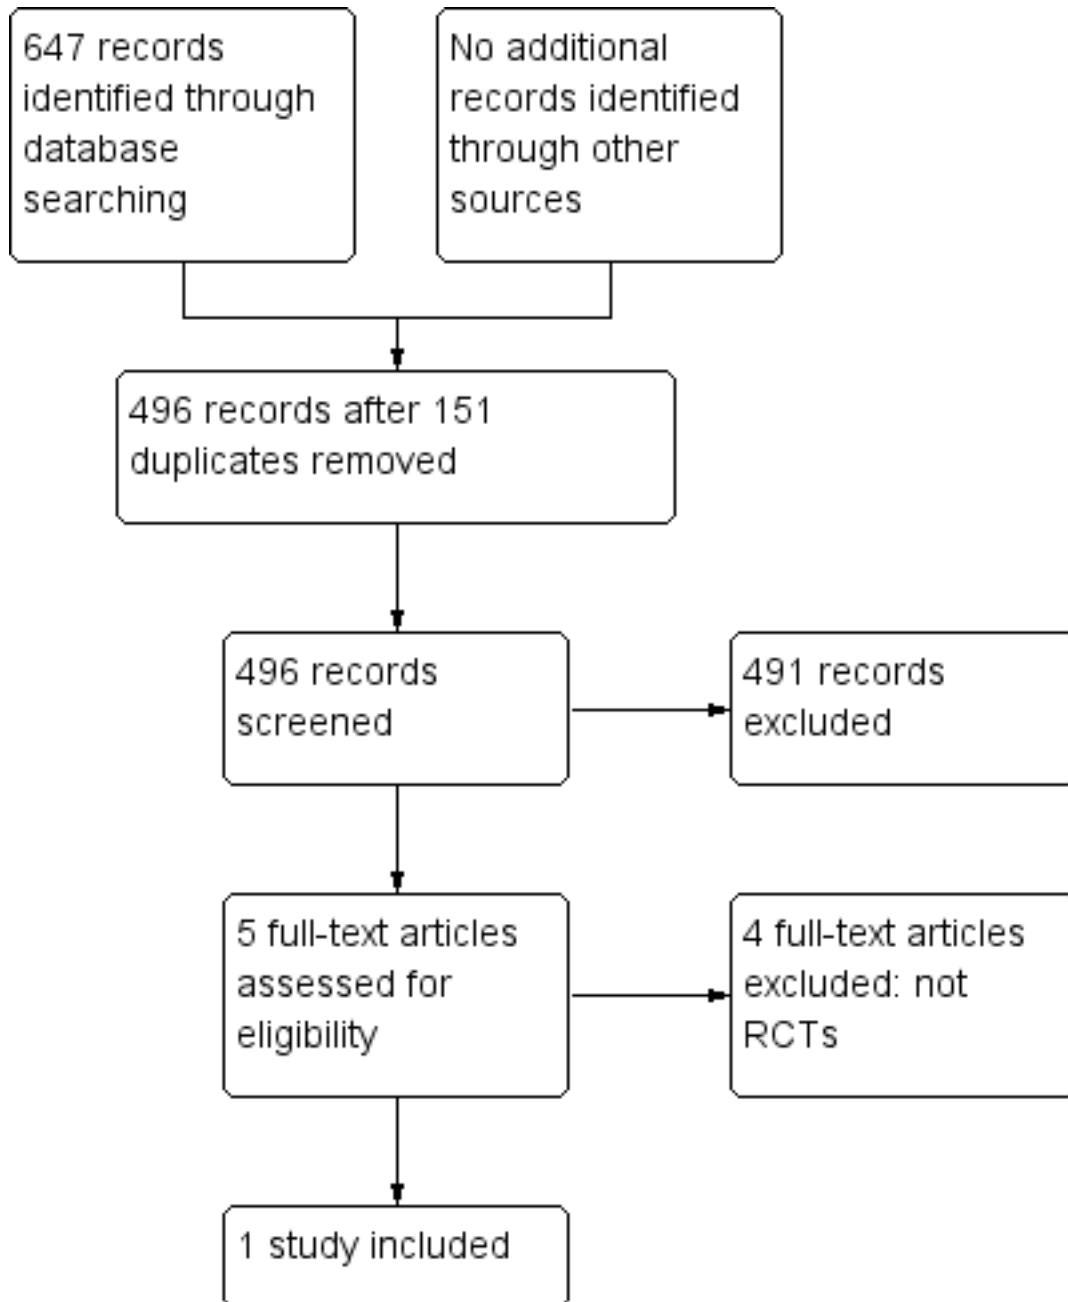 647 records
identified through
database
searching
No additional
records identified
through other
sources
496 records after 151
duplicates removed
496 records
screened
491 records
excluded
5 full-text articles
assessed for
eligibility
4 full-text articles
excluded: not
RCTs
1 study included